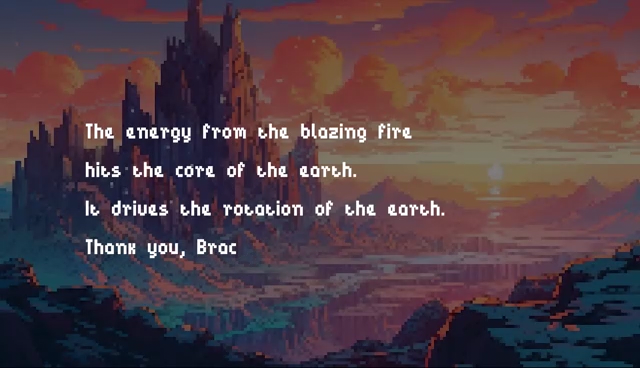 The energy from the blazing fire
hits the core of the earth.
It drives the rotation of the earth.
Thank you, Brac